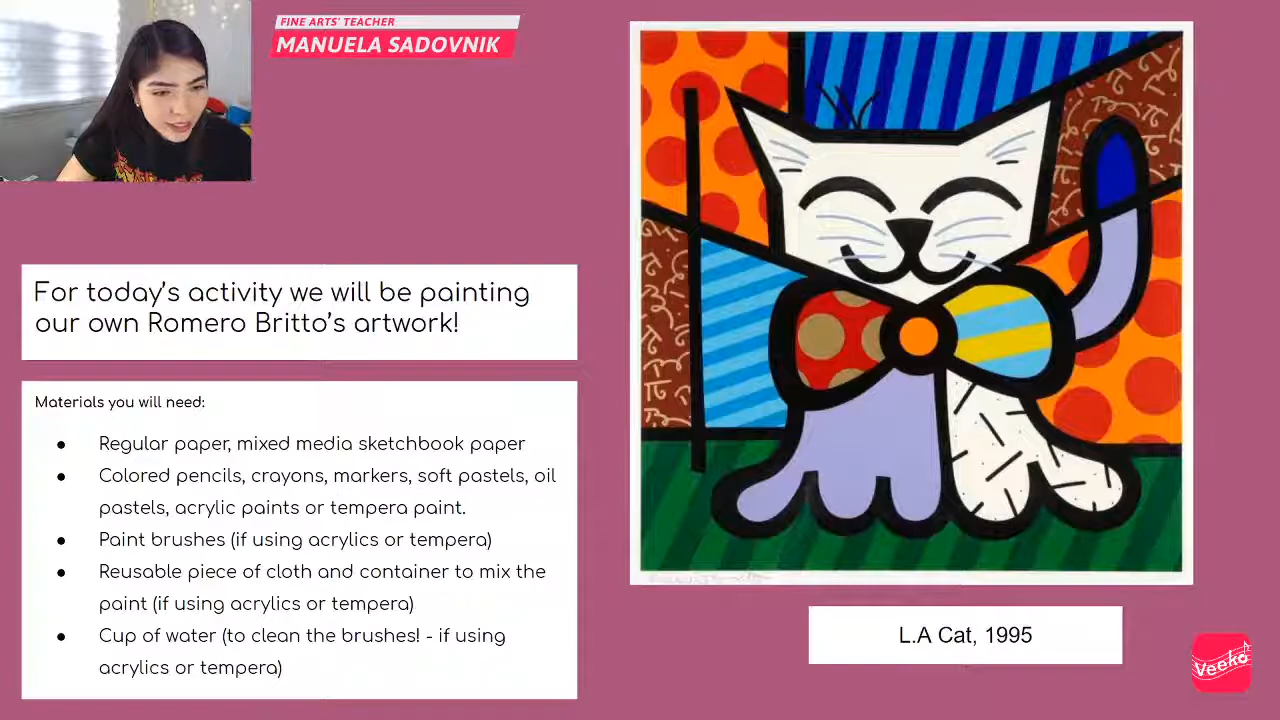 FINE ARTS' TEACHER
MANUELA SADOVNIK
For today's activity we will be painting
our own Romero Britto's artwork!
Materials you will need:
● Regular paper, mixed media sketchbook paper
● Colored pencils, crayons, markers, soft pastels, oil
pastels, acrylic paints or tempera paint.
● Paint brushes (if using acrylics or tempera)
● Reusable piece of cloth and container to mix the
paint (if using acrylics or tempera)
● Cup of water (to clean the brushes! - if using
acrylics or tempera)
L.A Cat, 1995
Veeko